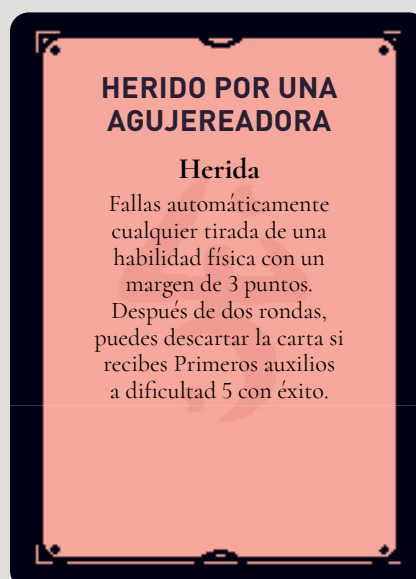 HERIDO POR UNA
AGUJEREADORA
Herida
Fallas automáticamente
cualquier tirada de una
habilidad física con un
margen de 3 puntos.
Después de dos rondas,
puedes descartar la carta si
recibes Primeros auxilios
a dificultad 5 con éxito.